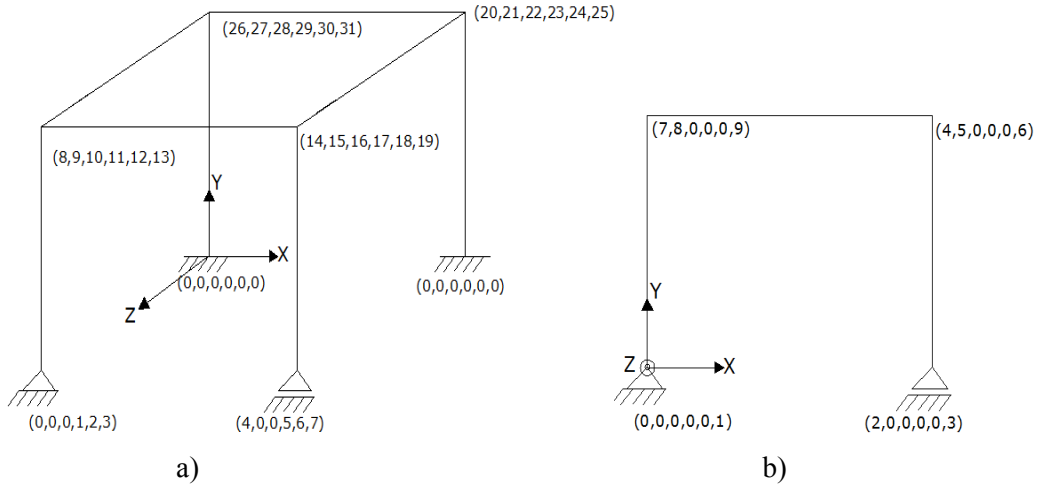 (26,27,28,29,30,31)
(20,21,22,23,24,25)
(8,9,10,11,12,13)
(14,15,16,17,18,19)
Y
X
Z
(0,0,0,0,0,0)
(0,0,0,0,0,0)
(0,0,0,1,2,3)
(4,0,0,5,6,7)
a)
(7,8,0,0,0,9)
(4,5,0,0,0,6)
Y
Z
X
(0,0,0,0,0,1)
(2,0,0,0,0,3)
b)